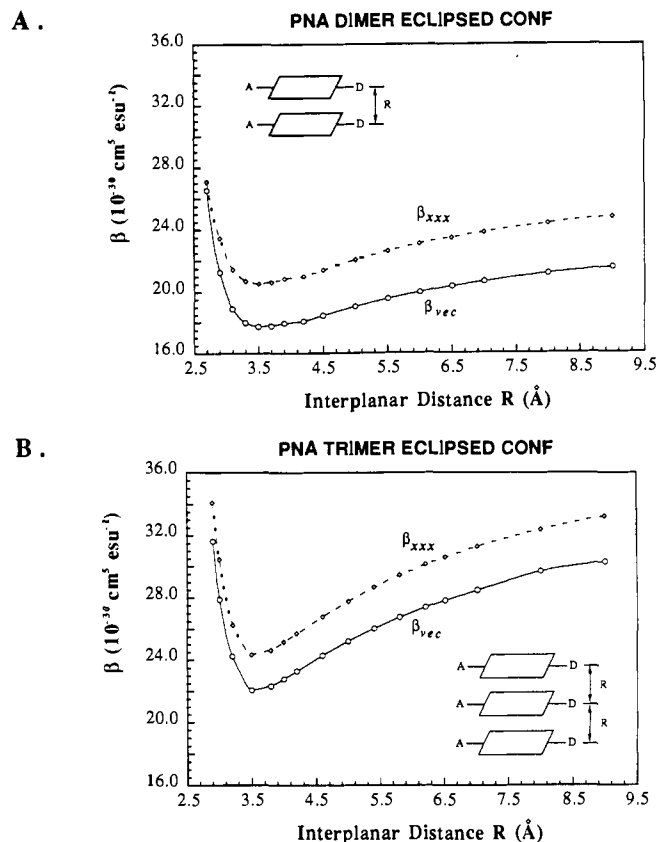 A.
PNA DIMER ECLIPSED CONF
β (10⁻³⁰ cm⁵ esu⁻¹)
36.0
32.0
28.0
24.0
20.0
16.0
A D
R
A D
βxxx
βvec
2.5 3.5 4.5 5.5 6.5 7.5 8.5 9.5
Interplanar Distance R (Å)
B.
PNA TRIMER ECLIPSED CONF
β (10⁻³⁰ cm⁵ esu⁻¹)
36.0
32.0
28.0
24.0
20.0
16.0
βxxx
βvec
A D
R
A D
R
A D
2.5 3.5 4.5 5.5 6.5 7.5 8.5 9.5
Interplanar Distance R (Å)